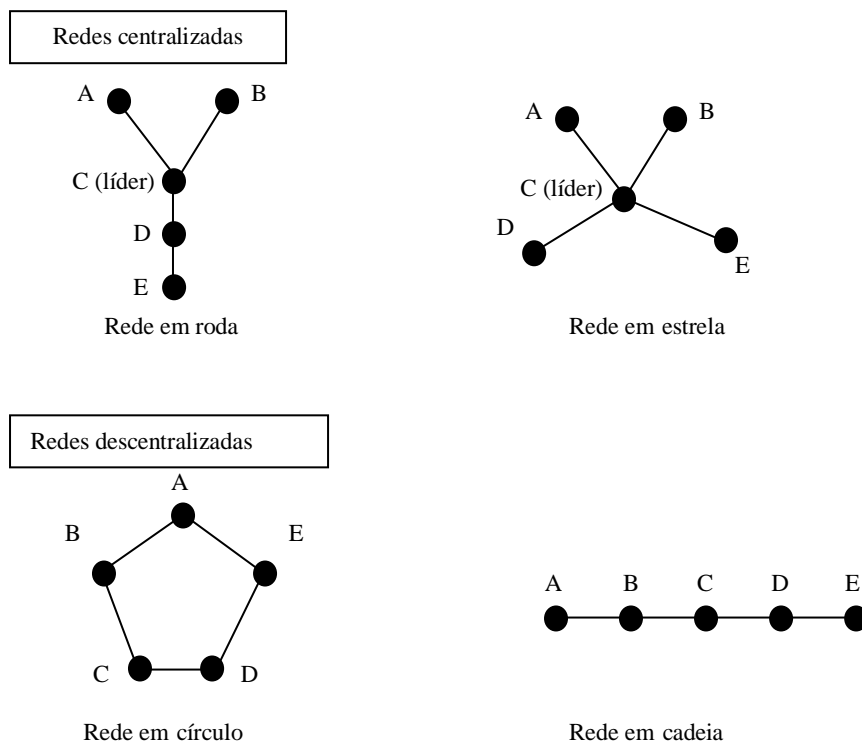 Redes centralizadas
A B
A B
C (líder)
C (líder)
D
D
E
E
Rede em roda
Rede em estrela
Redes descentralizadas
A
B E
A B C D E
C D
Rede em círculo
Rede em cadeia